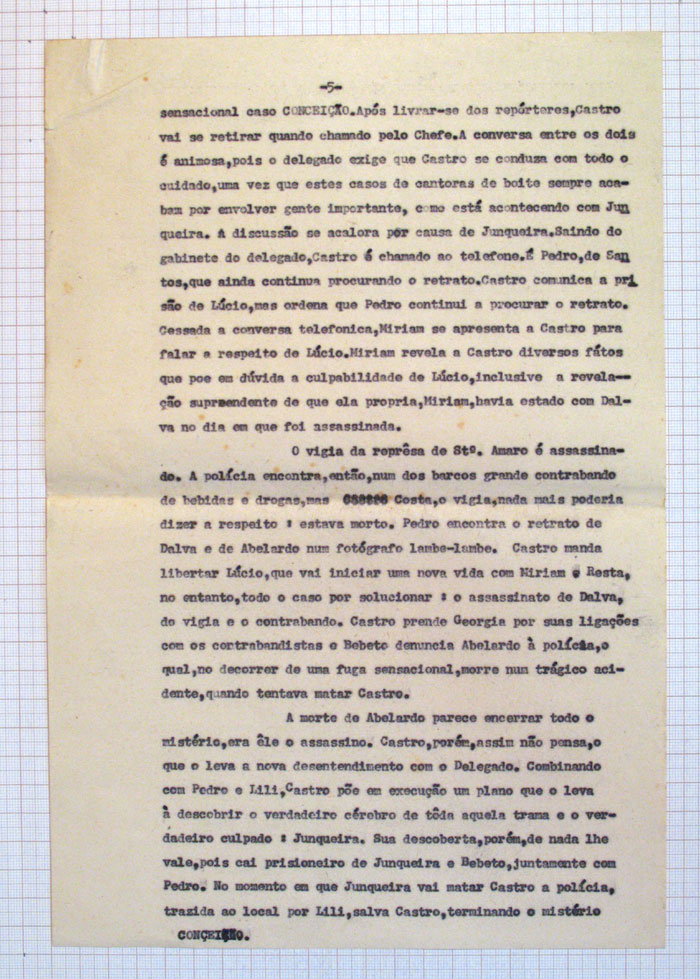 -5-
sensacional caso CONCEIÇÃO.Após livrar-se dos repórteres,Castro
vai se retirar quando chamado pelo Chefe.A conversa entre os dois
é animosa,pois o delegado exige que Castro se conduza com todo o
cuidado,uma vez que estes casos de cantoras de boite sempre aca-
bam por envolver gente importante, como está acontecendo com Jun
queira. A discussão se acalora por causa de Junqueira.Saindo do
gabinete do delegado,Castro é chamado ao telefone.É Pedro,de San
tos,que ainda continua procurando o retrato.Castro comunica a pri
são de Lúcio,mas ordena que Pedro continui a procurar o retrato.
Cessada a conversa telefonica,Miriam se apresenta a Castro para
falar a respeito de Lúcio.Miriam revela a Castro diversos fátos
que poe em dúvida a culpabilidade de Lúcio,inclusive a revela--
ção supreendente de que ela propria,Miriam,havia estado com Dal-
va no dia em que foi assassinada.
O vigia da reprêsa de Stº. Amaro é assassina-
do. A polícia encontra,então,num dos barcos grande contrabando
de bebidas e drogas,mas Costa,o vigia,nada mais poderia
dizer a respeito : estava morto. Pedro encontra o retrato de
Dalva e de Abelardo num fotógrafo lambe-lambe. Castro manda
libertar Lúcio,que vai iniciar uma nova vida com Miriam e Resta,
no entanto,todo o caso por solucionar : o assassinato de Dalva,
do vigia e o contrabando. Castro prende Georgia por suas ligações
com os contrabandistas e Bebeto denuncia Abelardo à polícia,o
qual,no decorrer de uma fuga sensacional,morre num trágico aci-
dente,quando tentava matar Castro.
A morte de Abelardo parece encerrar todo o
mistério,era êle o assassino. Castro,porém,assim não pensa,o
que o leva a nova desentendimento com o Delegado. Combinando
com Pedro e Lili,Castro põe em execução um plano que o leva
à descobrir o verdadeiro cérebro de tôda aquela trama e o ver-
dadeiro culpado : Junqueira. Sua descoberta,porém,de nada lhe
vale,pois cai prisioneiro de Junqueira e Bebeto,juntamente com
Pedro. No momento em que Junqueira vai matar Castro a polícia,
trazida ao local por Lili,salva Castro,terminando o mistério
CONÇEIÇÃO.